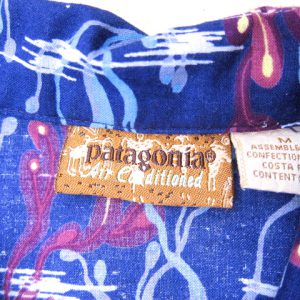 patagonia®
Air Conditioned
M
ASSEMBLE
CONFECTION
COSTA
CONTENT